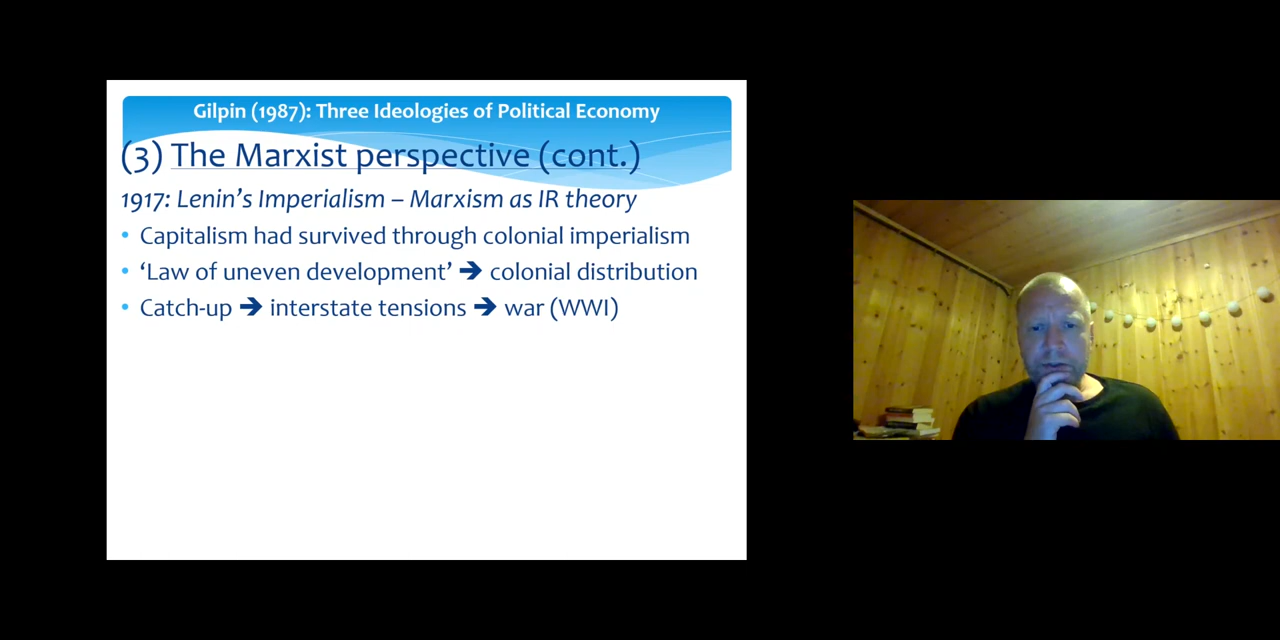 Gilpin (1987): Three Ideologies of Political Economy
(3) The Marxist perspective (cont.)
1917: Lenin's Imperialism – Marxism as IR theory
• Capitalism had survived through colonial imperialism
• ‘Law of uneven development’ ➔ colonial distribution
• Catch-up ➔ interstate tensions ➔ war (WWI)